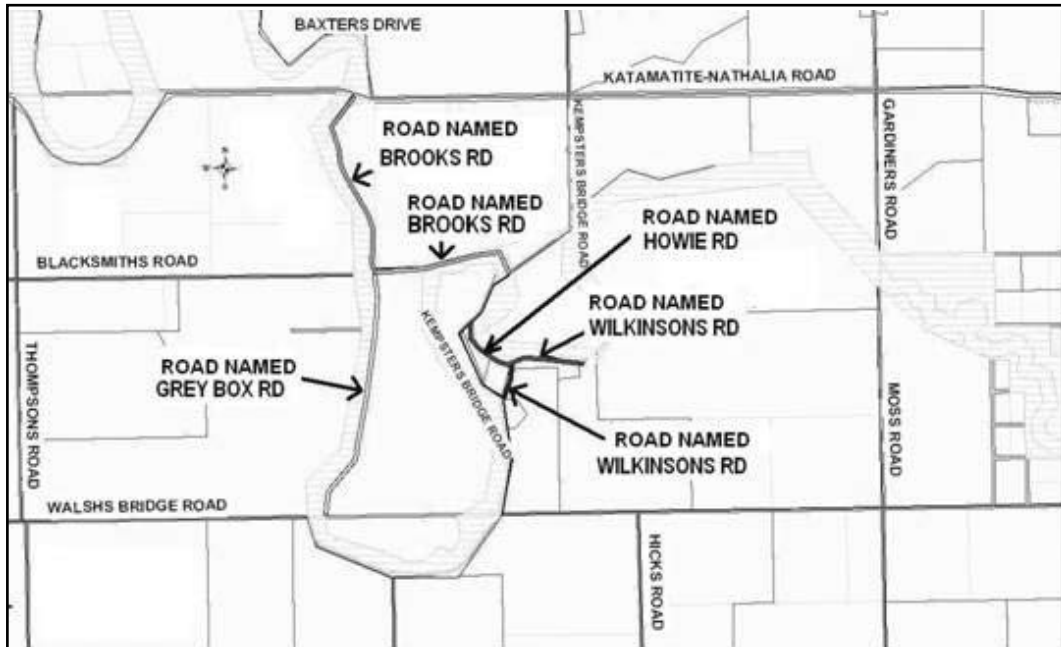 BAXTERS DRIVE
KATAMATITE-NATHALIA ROAD
ROAD NAMED
BROOKS RD
KEMPSTERS BRIDGE ROAD
GARDINERS ROAD
ROAD NAMED
BROOKS RD
ROAD NAMED
HOWIE RD
BLACKSMITHS ROAD
ROAD NAMED
WILKINSONS RD
KEMPSTERS BRIDGE ROAD
THOMPSONS ROAD
ROAD NAMED
GREY BOX RD
MOSS ROAD
ROAD NAMED
WILKINSONS RD
WALSHS BRIDGE ROAD
HICKS ROAD